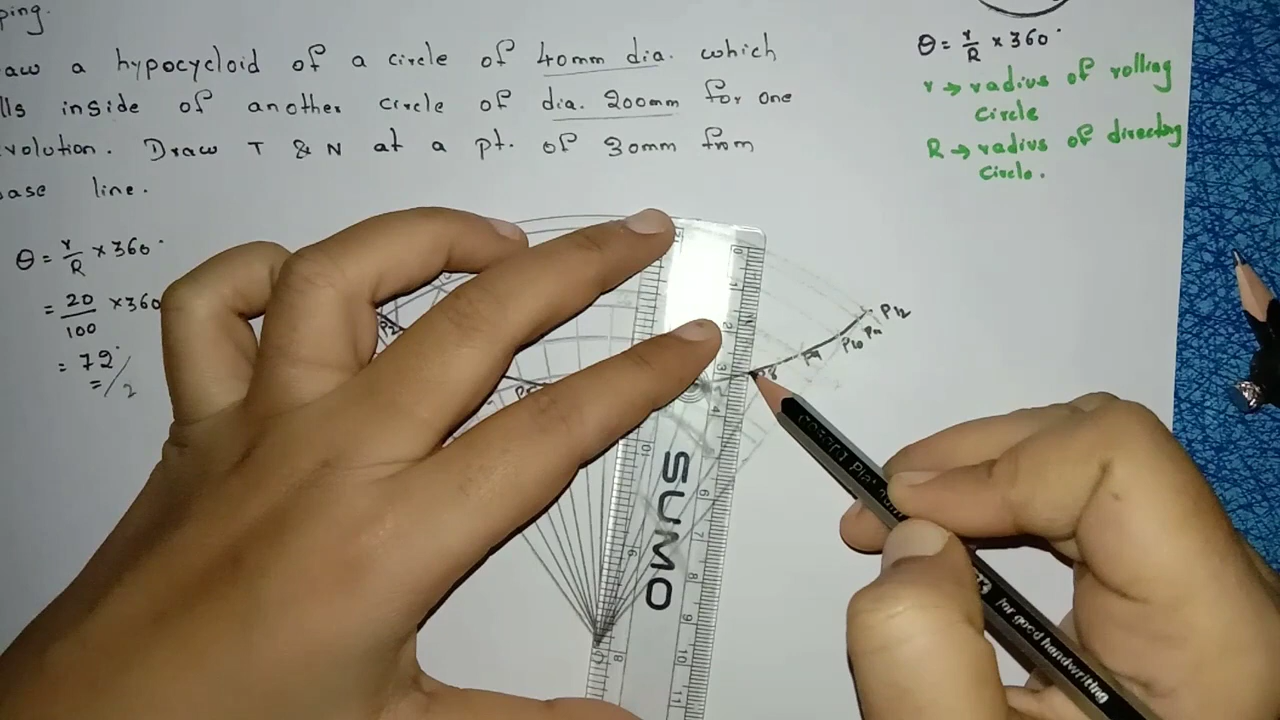 ping.
aw a hypocycloid of a circle of 40mm dia. which
lls inside of another circle of dia. 200mm for one
volution. Draw T & N at a pt. of 30mm from
ase line.
θ = r/R × 360°
r → radius of rolling
circle
R → radius of directing
circle.
θ = r/R × 360°
= 20/100 × 360
= 72°
P12
P11
P10
P9
P8
SUMO
for good handwriting